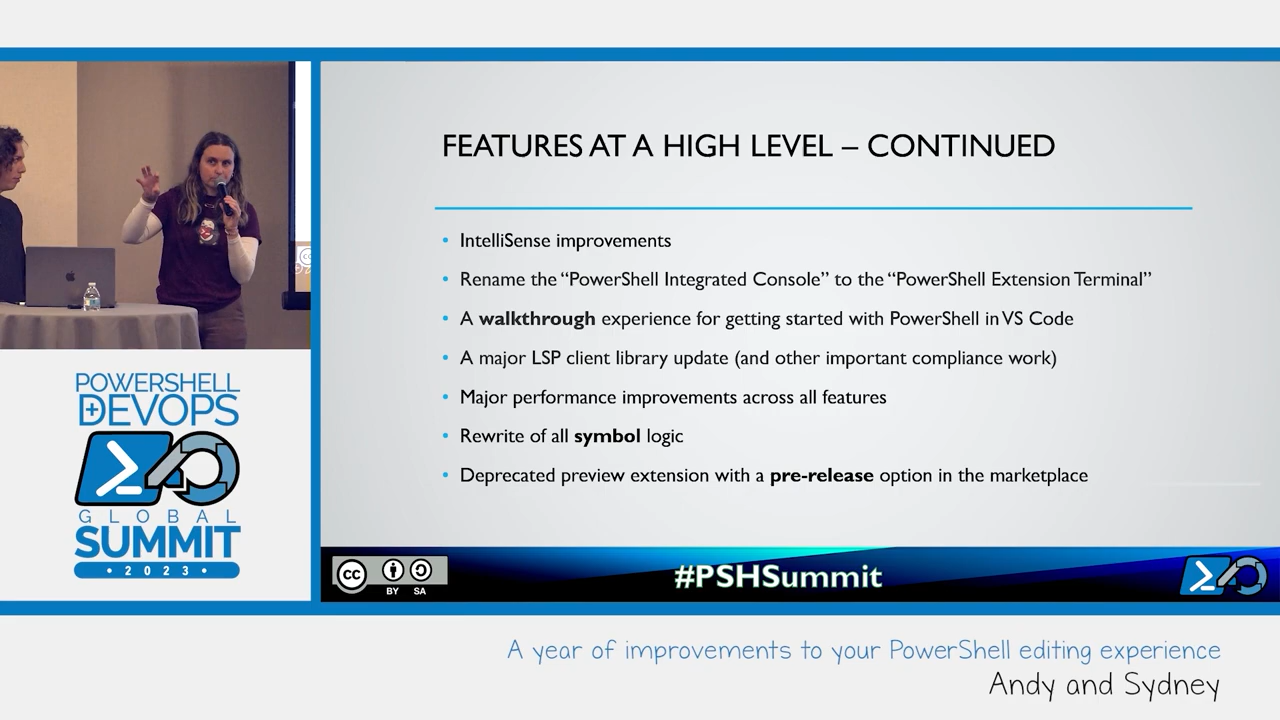 FEATURES AT A HIGH LEVEL – CONTINUED
• IntelliSense improvements
• Rename the “PowerShell Integrated Console” to the “PowerShell Extension Terminal”
• A walkthrough experience for getting started with PowerShell in VS Code
• A major LSP client library update (and other important compliance work)
• Major performance improvements across all features
• Rewrite of all symbol logic
• Deprecated preview extension with a pre-release option in the marketplace
POWERSHELL
+DEVOPS
GLOBAL
SUMMIT
• 2023 •
cc
BY SA
#PSHSummit
A year of improvements to your PowerShell editing experience
Andy and Sydney